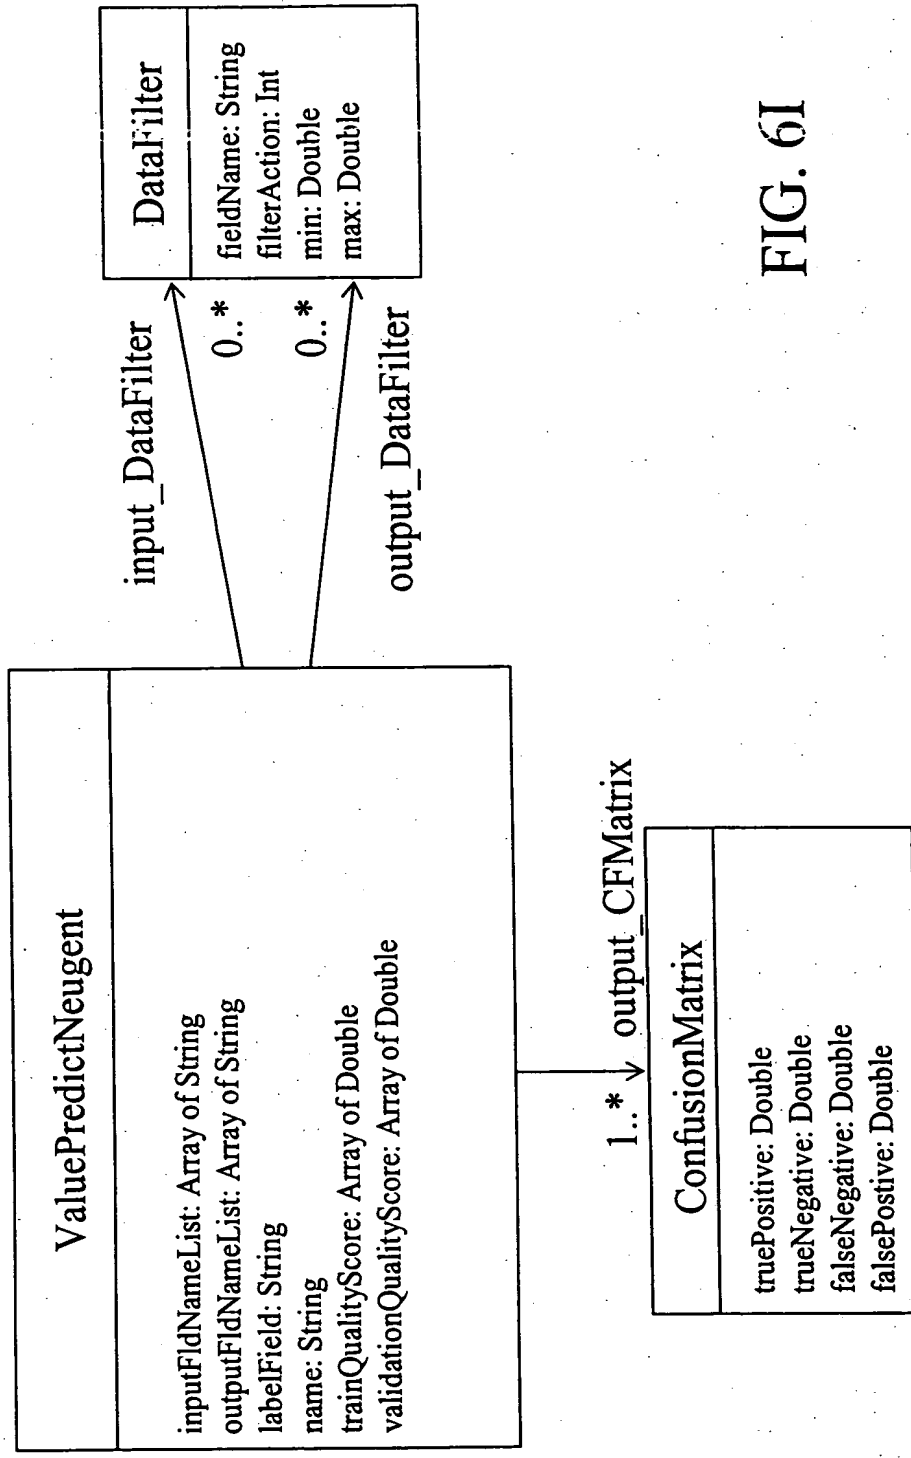 ValuePredictNeugent
inputFldNameList: Array of String
outputFldNameList: Array of String
labelField: String
name: String
trainQualityScore: Array of Double
validationQualityScore: Array of Double
input_DataFilter
0..*
0..*
output_DataFilter
DataFilter
fieldName: String
filterAction: Int
min: Double
max: Double
1..*
output_CFMatrix
ConfusionMatrix
truePositive: Double
trueNegative: Double
falseNegative: Double
falsePostive: Double
FIG. 6I